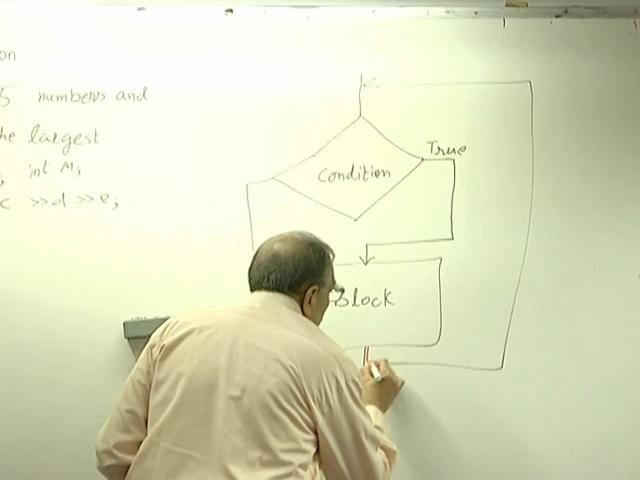 on
5 numbers and
he largest
, int M;
c >>d >>e;
True
Condition
Block